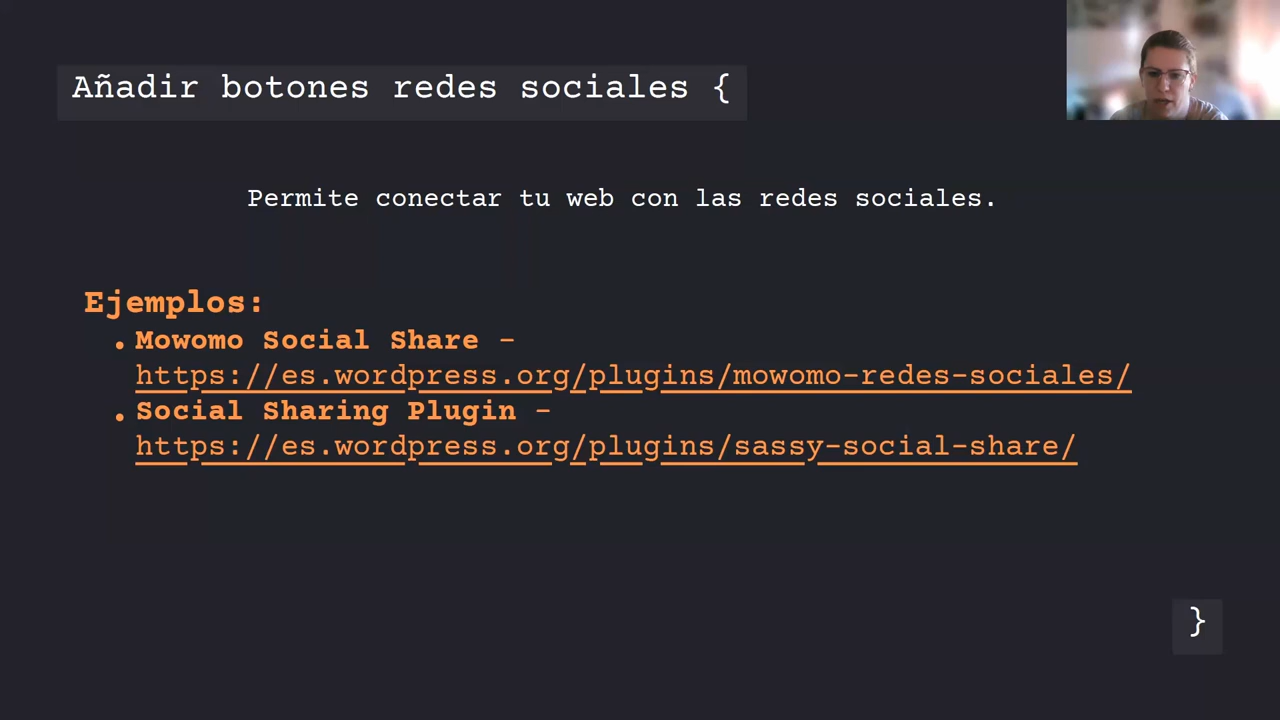 Añadir botones redes sociales {
Permite conectar tu web con las redes sociales.
Ejemplos:
• Mowomo Social Share -
https://es.wordpress.org/plugins/mowomo-redes-sociales/
• Social Sharing Plugin -
https://es.wordpress.org/plugins/sassy-social-share/
}